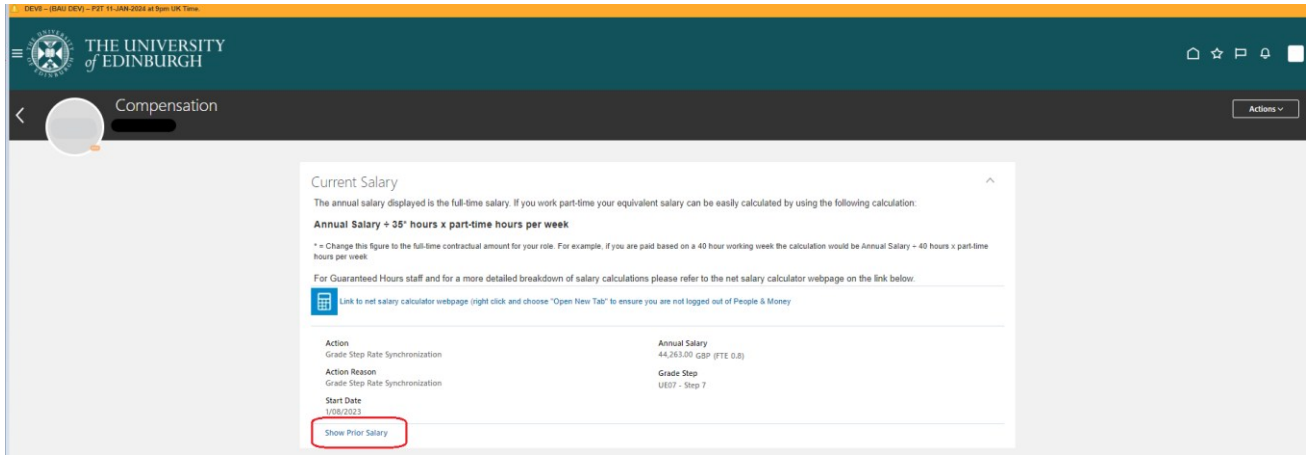 DEV8 – (BAU DEV) – P2T 11-JAN-2024 at 9pm UK Time.
THE UNIVERSITY
of EDINBURGH
Compensation
Actions
Current Salary
The annual salary displayed is the full-time salary. If you work part-time your equivalent salary can be easily calculated by using the following calculation:
Annual Salary ÷ 35* hours x part-time hours per week
* = Change this figure to the full-time contractual amount for your role. For example, if you are paid based on a 40 hour working week the calculation would be Annual Salary ÷ 40 hours x part-time
hours per week
For Guaranteed Hours staff and for a more detailed breakdown of salary calculations please refer to the net salary calculator webpage on the link below.
Link to net salary calculator webpage (right click and choose "Open New Tab" to ensure you are not logged out of People & Money
Action
Grade Step Rate Synchronization
Annual Salary
44,263.00 GBP (FTE 0.8)
Action Reason
Grade Step Rate Synchronization
Grade Step
UE07 - Step 7
Start Date
1/08/2023
Show Prior Salary